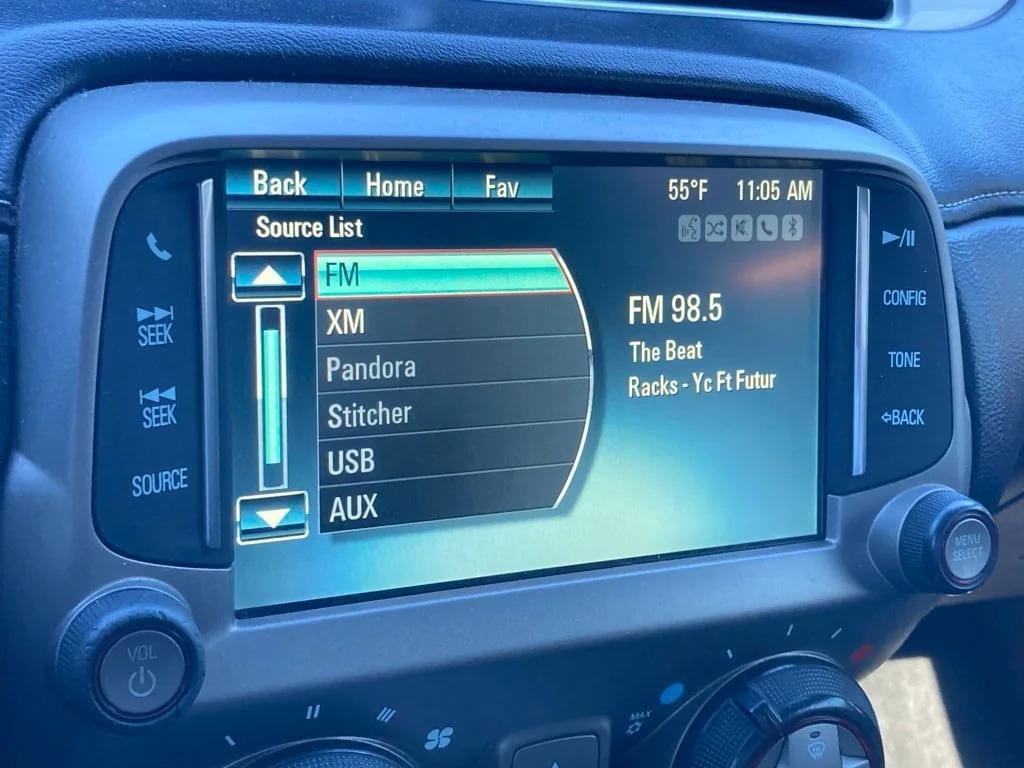 Back Home Fav
55°F 11:05 AM
Source List
FM
XM
Pandora
Stitcher
USB
AUX
FM 98.5
The Beat
Racks - Yc Ft Futur
SEEK
SEEK
SOURCE
VOL
CONFIG
TONE
BACK
MENU
SELECT
MAX